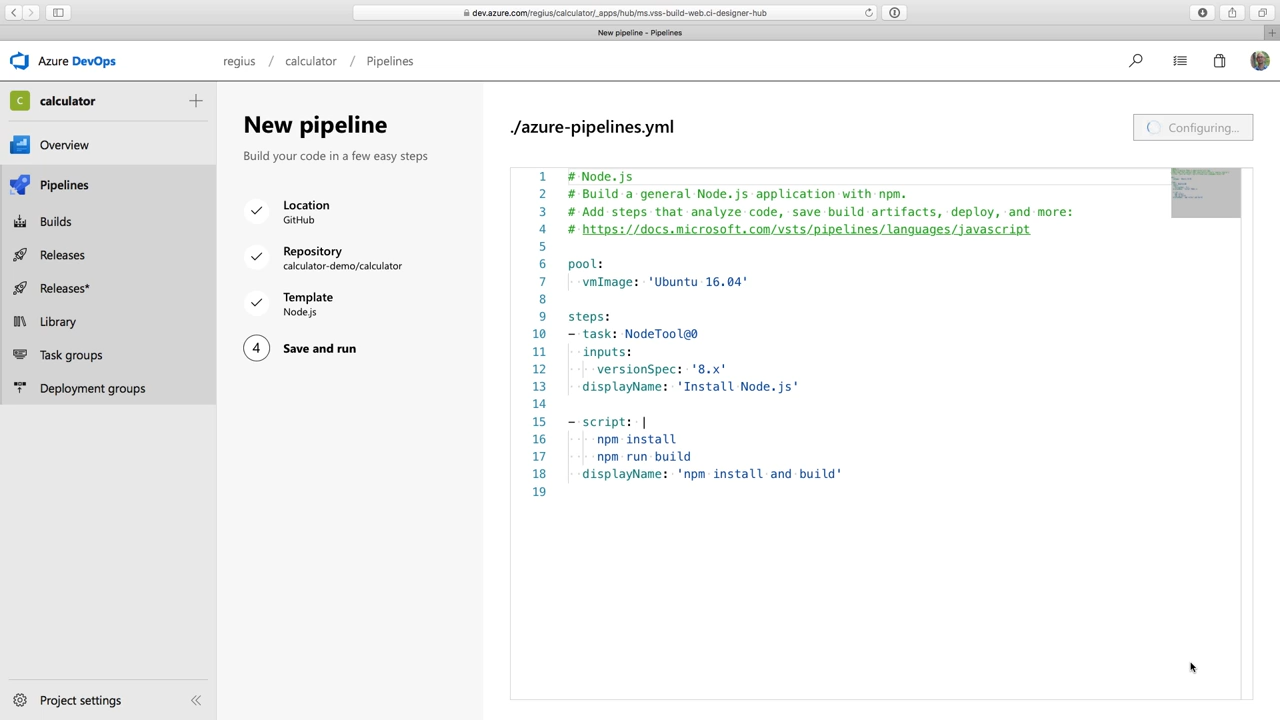 dev.azure.com/regius/calculator/_apps/hub/ms.vss-build-web.ci-designer-hub
New pipeline - Pipelines
Azure DevOps
regius / calculator / Pipelines
C calculator
Overview
Pipelines
Builds
Releases
Releases*
Library
Task groups
Deployment groups
Project settings
New pipeline
Build your code in a few easy steps
Location
GitHub
Repository
calculator-demo/calculator
Template
Node.js
4 Save and run
./azure-pipelines.yml
Configuring...
1 # Node.js
2 # Build a general Node.js application with npm.
3 # Add steps that analyze code, save build artifacts, deploy, and more:
4 # https://docs.microsoft.com/vsts/pipelines/languages/javascript
5
6 pool:
7   vmImage: 'Ubuntu 16.04'
8
9 steps:
10 - task: NodeTool@0
11   inputs:
12     versionSpec: '8.x'
13   displayName: 'Install Node.js'
14
15 - script: |
16     npm install
17     npm run build
18   displayName: 'npm install and build'
19